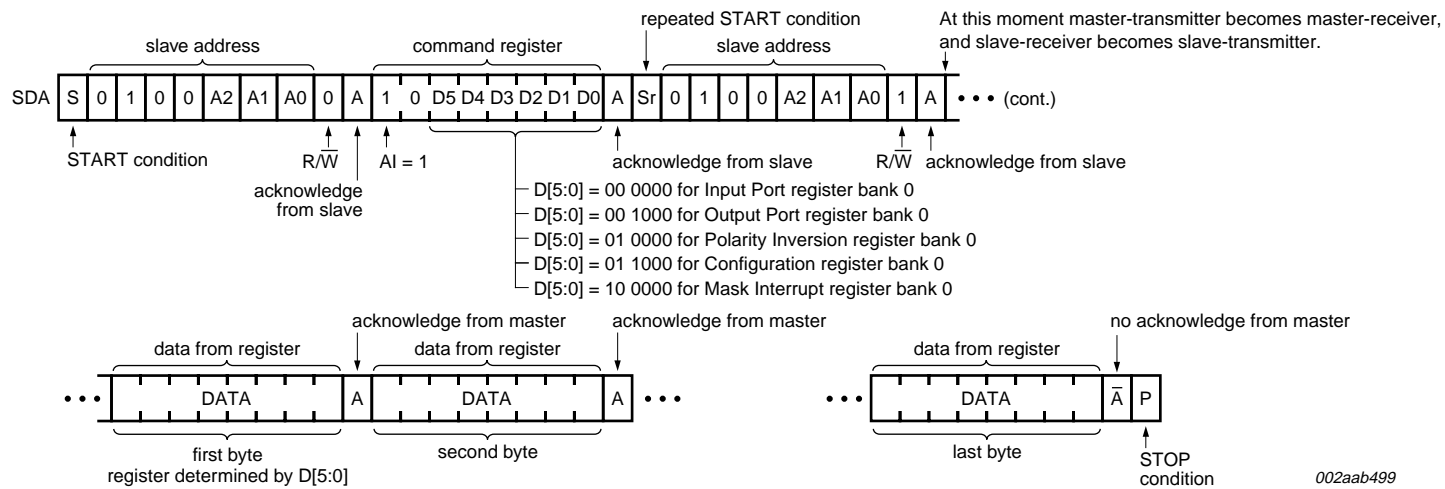 repeated START condition
At this moment master-transmitter becomes master-receiver,
and slave-receiver becomes slave-transmitter.
slave address
command register
slave address
SDA S 0 1 0 0 A2 A1 A0 0 A 1 0 D5 D4 D3 D2 D1 D0 A Sr 0 1 0 0 A2 A1 A0 1 A • • • (cont.)
START condition
R/W̅
AI = 1
acknowledge from slave
R/W̅
acknowledge from slave
acknowledge
from slave
D[5:0] = 00 0000 for Input Port register bank 0
D[5:0] = 00 1000 for Output Port register bank 0
D[5:0] = 01 0000 for Polarity Inversion register bank 0
D[5:0] = 01 1000 for Configuration register bank 0
D[5:0] = 10 0000 for Mask Interrupt register bank 0
acknowledge from master
acknowledge from master
no acknowledge from master
data from register
data from register
data from register
• • • DATA A DATA A • • • • • • DATA A̅ P
first byte
register determined by D[5:0]
second byte
last byte
STOP
condition
002aab499